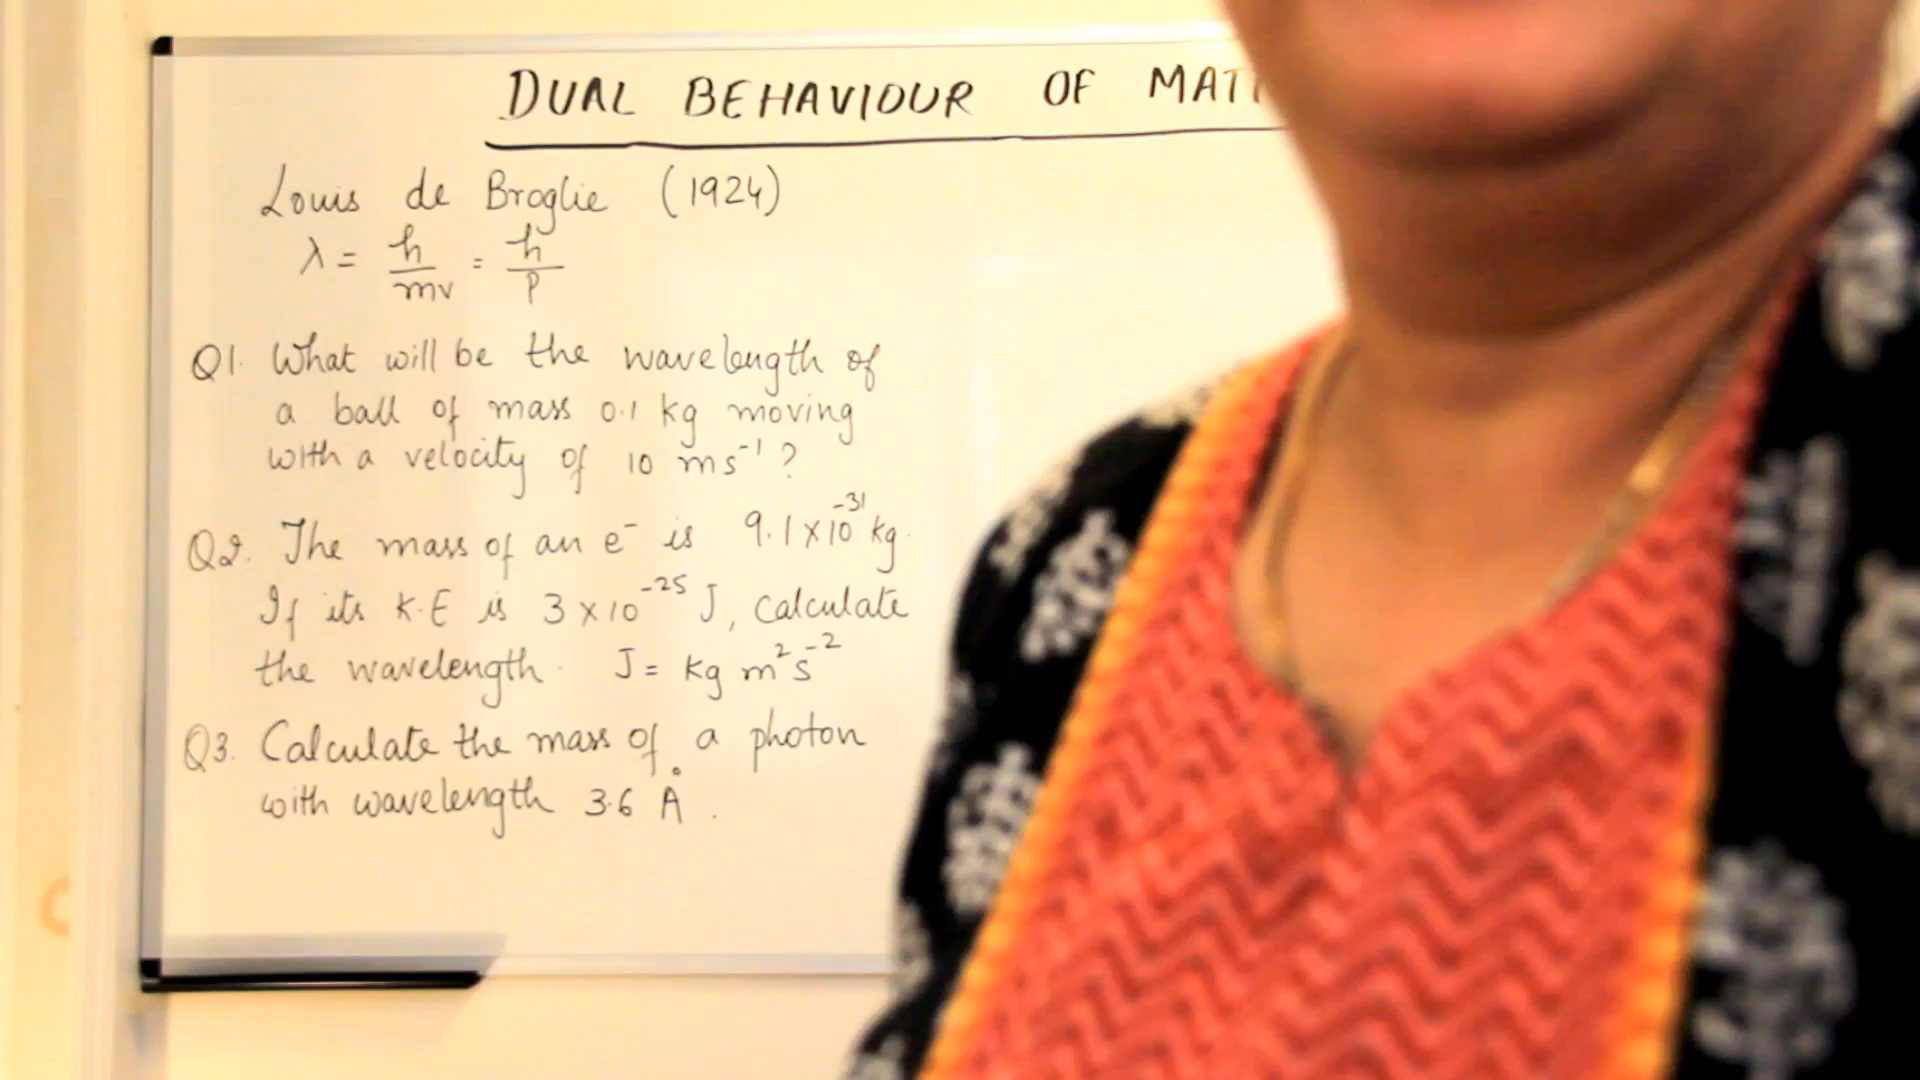 DUAL BEHAVIOUR OF MAT
Louis de Broglie (1924)
λ = h/mv = h/p
Q1. What will be the wavelength of
a ball of mass 0.1 kg moving
with a velocity of 10 ms⁻¹ ?
Q2. The mass of an e⁻ is 9.1×10⁻³¹ kg.
If its K.E is 3×10⁻²⁵ J, calculate
the wavelength. J = kg m² s⁻²
Q3. Calculate the mass of a photon
with wavelength 3.6 Å .